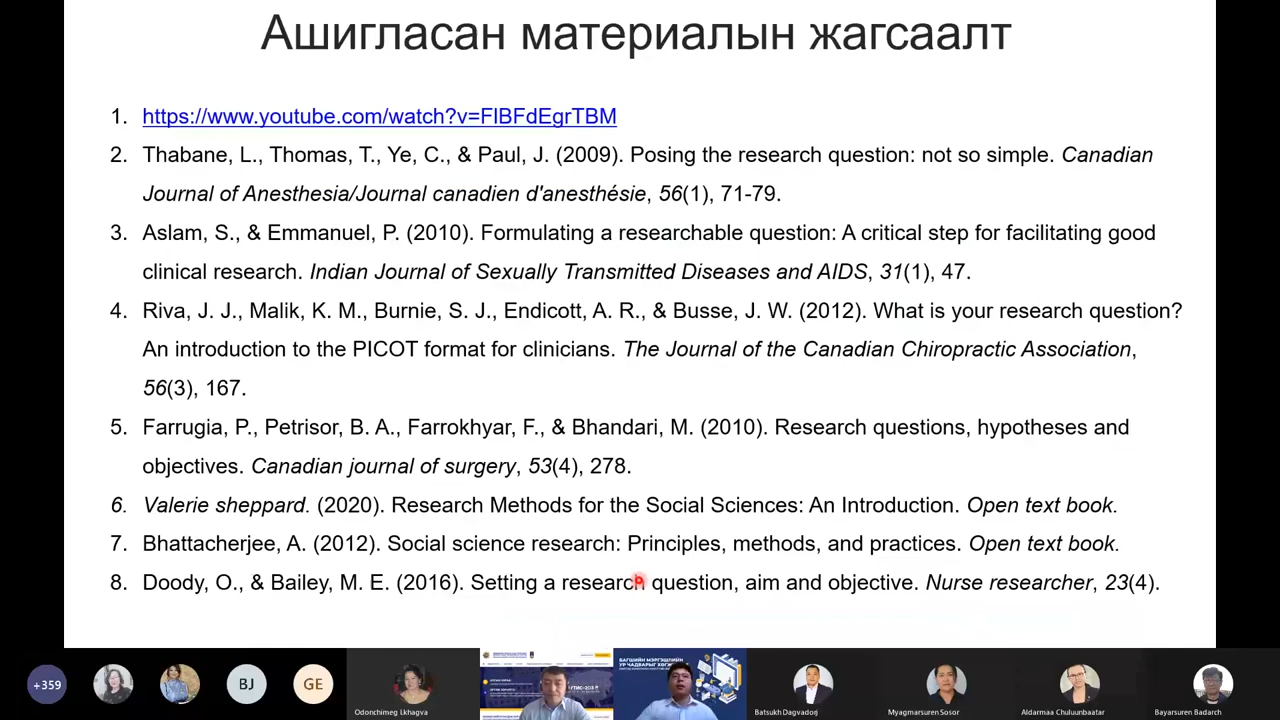 Ашигласан материалын жагсаалт
1. https://www.youtube.com/watch?v=FlBFdEgrTBM
2. Thabane, L., Thomas, T., Ye, C., & Paul, J. (2009). Posing the research question: not so simple. Canadian
Journal of Anesthesia/Journal canadien d'anesthésie, 56(1), 71-79.
3. Aslam, S., & Emmanuel, P. (2010). Formulating a researchable question: A critical step for facilitating good
clinical research. Indian Journal of Sexually Transmitted Diseases and AIDS, 31(1), 47.
4. Riva, J. J., Malik, K. M., Burnie, S. J., Endicott, A. R., & Busse, J. W. (2012). What is your research question?
An introduction to the PICOT format for clinicians. The Journal of the Canadian Chiropractic Association,
56(3), 167.
5. Farrugia, P., Petrisor, B. A., Farrokhyar, F., & Bhandari, M. (2010). Research questions, hypotheses and
objectives. Canadian journal of surgery, 53(4), 278.
6. Valerie sheppard. (2020). Research Methods for the Social Sciences: An Introduction. Open text book.
7. Bhattacherjee, A. (2012). Social science research: Principles, methods, and practices. Open text book.
8. Doody, O., & Bailey, M. E. (2016). Setting a research question, aim and objective. Nurse researcher, 23(4).
+359
BJ
GE
Odonchimeg Lkhagva
БАГШИЙН МЭРГЭШЛИЙН
Batsukh Dagvadorj
Myagmarsuren Sosor
Aldarmaa Chuluunbaatar
Bayarsuren Badarch